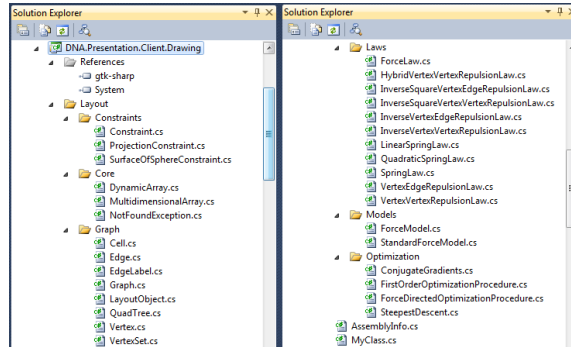 Solution Explorer
DNA.Presentation.Client.Drawing
References
gtk-sharp
System
Layout
Constraints
Constraint.cs
ProjectionConstraint.cs
SurfaceOfSphereConstraint.cs
Core
DynamicArray.cs
MultidimensionalArray.cs
NotFoundException.cs
Graph
Cell.cs
Edge.cs
EdgeLabel.cs
Graph.cs
LayoutObject.cs
QuadTree.cs
Vertex.cs
VertexSet.cs
Solution Explorer
Laws
ForceLaw.cs
HybridVertexVertexRepulsionLaw.cs
InverseSquareVertexEdgeRepulsionLaw.cs
InverseSquareVertexVertexRepulsionLaw.cs
InverseVertexEdgeRepulsionLaw.cs
InverseVertexVertexRepulsionLaw.cs
LinearSpringLaw.cs
QuadraticSpringLaw.cs
SpringLaw.cs
VertexEdgeRepulsionLaw.cs
VertexVertexRepulsionLaw.cs
Models
ForceModel.cs
StandardForceModel.cs
Optimization
ConjugateGradients.cs
FirstOrderOptimizationProcedure.cs
ForceDirectedOptimizationProcedure.cs
SteepestDescent.cs
AssemblyInfo.cs
MyClass.cs